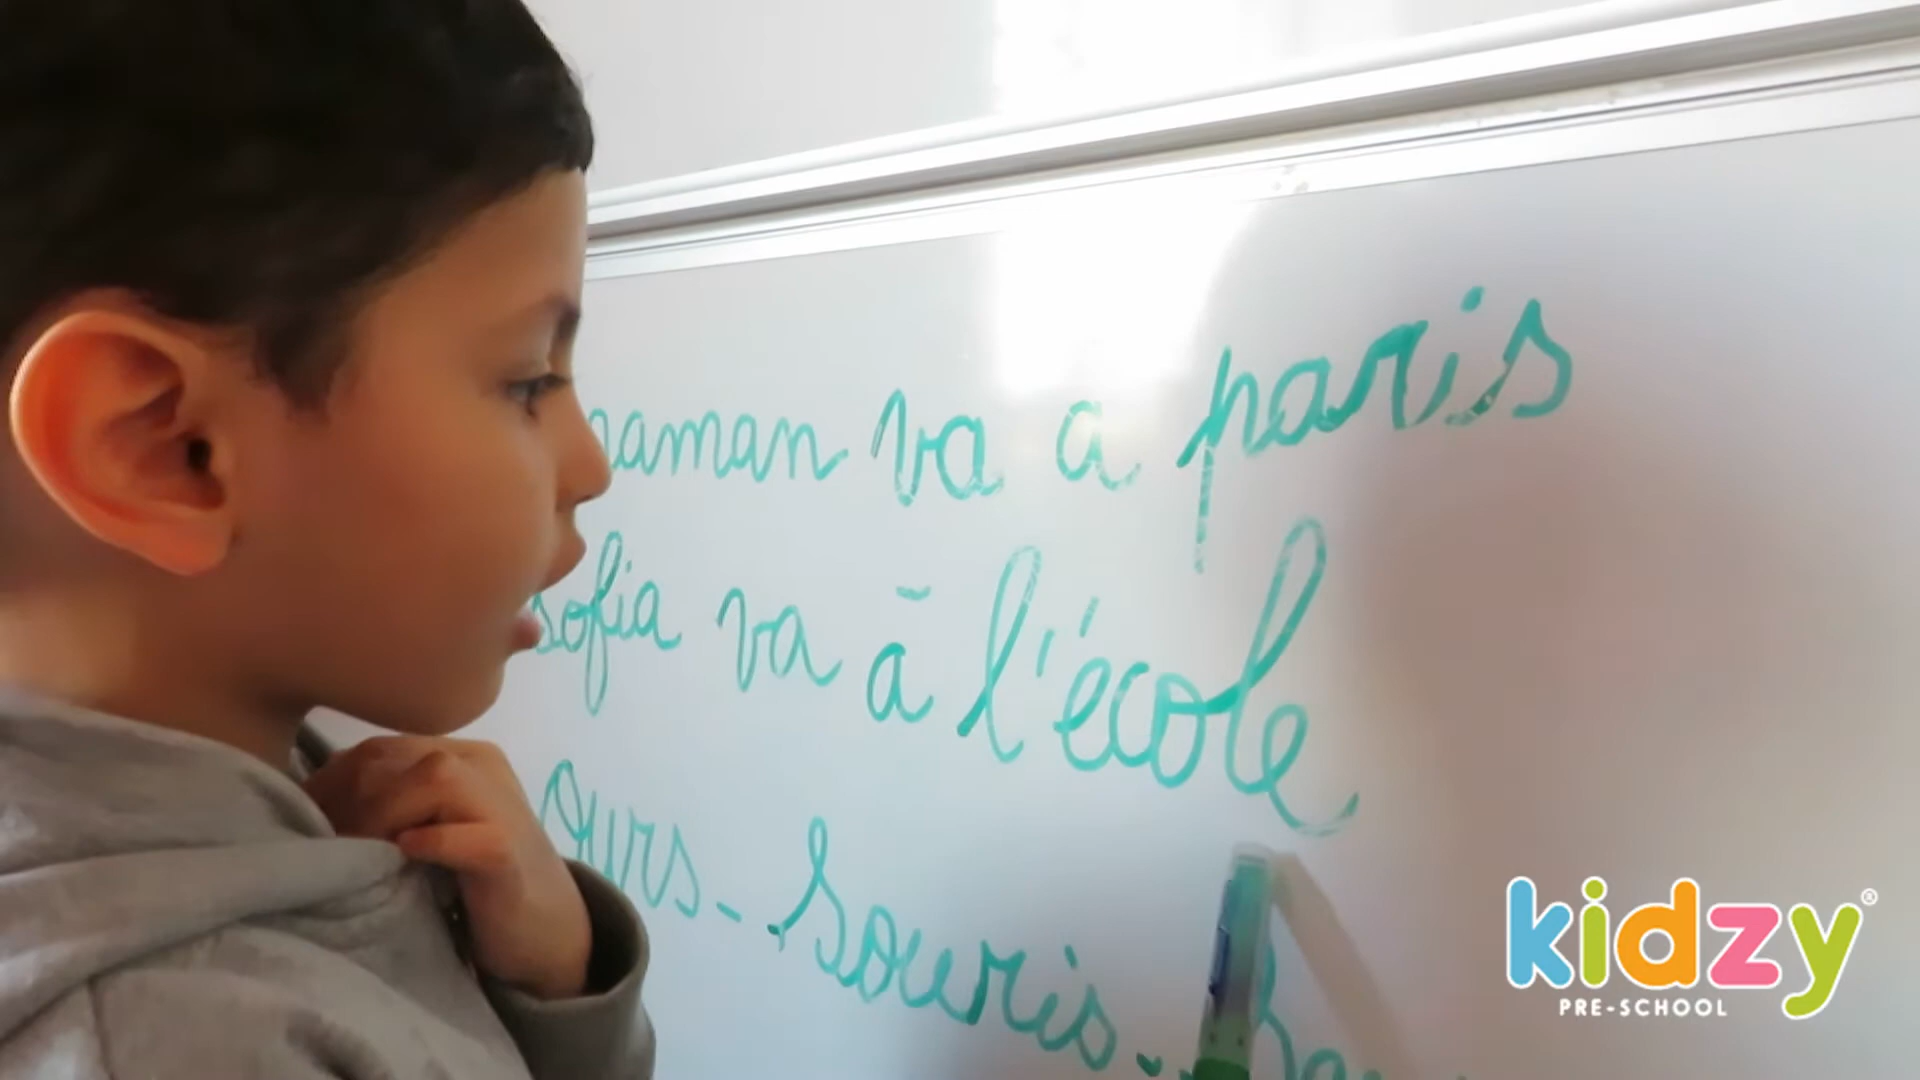 maman va a paris
sofia va à l'école
ours - souris -
kidzy®
PRE-SCHOOL